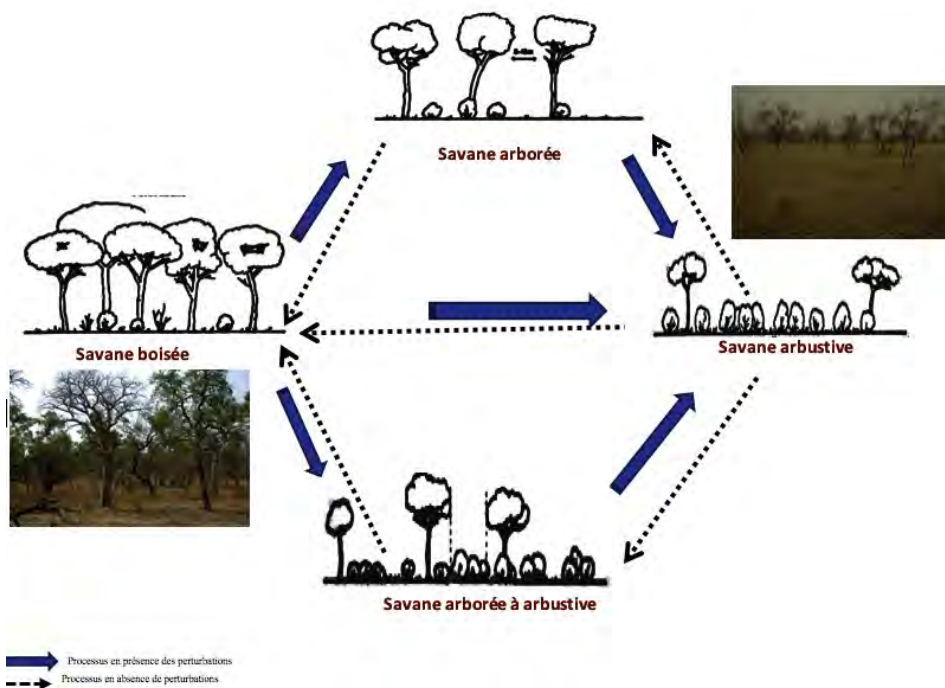 Savane arborée
Savane boisée
Savane arbustive
Savane arborée à arbustive
Processus en présence des perturbations
Processus en absence de perturbations